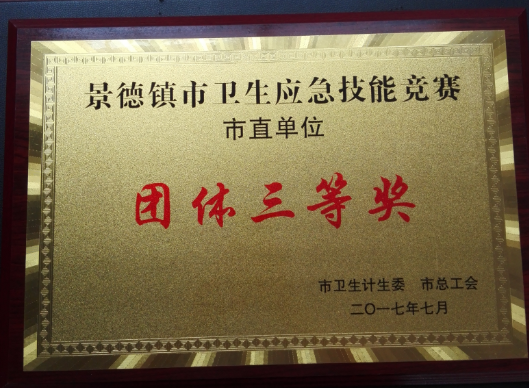 景德镇市卫生应急技能竞赛
市直单位
团体三等奖
市卫生计生委 市总工会
二〇一七年七月